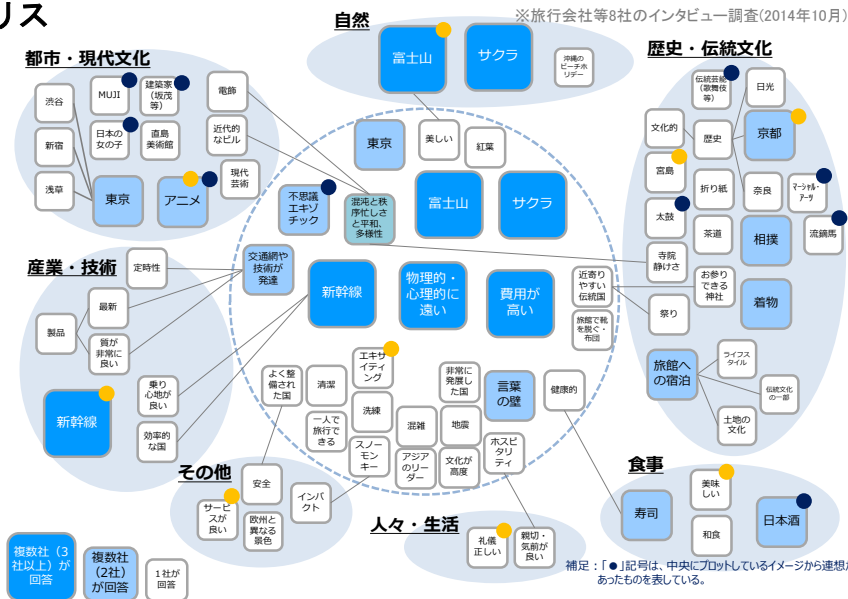 リス
※旅行会社等8社のインタビュー調査(2014年10月)
自然
富士山
サクラ
沖縄の
ビーチホ
リデー
都市・現代文化
渋谷
MUJI
建築家
(坂茂
等)
電飾
新宿
日本の
女の子
直島
美術館
近代的
なビル
浅草
東京
アニメ
現代
芸術
歴史・伝統文化
伝統芸能
(歌舞伎
等)
日光
文化的
歴史
京都
宮島
折り紙
奈良
マーシャル・
アーツ
太鼓
茶道
相撲
流鏑馬
寺院
静けさ
お参り
できる
神社
着物
祭り
旅館へ
の宿泊
ライフス
タイル
伝統文化
の一部
土地の
文化
東京
美しい
紅葉
不思議
エキゾ
チック
混沌と秩
序忙しさ
と平和、
多様性
富士山
サクラ
交通網や
技術が
発達
新幹線
物理的・
心理的に
遠い
費用が
高い
近寄り
やすい
伝統国
旅館で靴
を脱ぐ・
布団
よく整
備された
国
清潔
エキサ
イティ
ング
非常に
発展し
た国
言葉
の壁
健康的
一人で
旅行で
きる
洗練
混雑
地震
スノー
モン
キー
アジア
のリー
ダー
文化が
高度
ホスピ
タリ
ティ
産業・技術
定時性
最新
製品
質が
非常に
良い
新幹線
乗り
心地が
良い
効率的
な国
その他
安全
サービ
スが
良い
欧州と
異なる
景色
インパ
クト
人々・生活
礼儀
正しい
親切・
気前が
良い
食事
寿司
美味
しい
和食
日本酒
複数社(3
社以上)が
回答
複数社
(2社)
が回答
1社が
回答
補足:「●」記号は、中央にプロットしているイメージから連想が
あったものを表している。